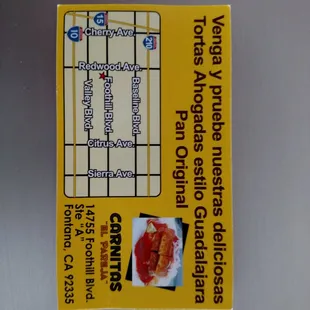 Venga y pruebe nuestras deliciosas
Tortas Ahogadas estilo Guadalajara
Pan Original
CARNITAS
"EL PAREJA"
14755 Foothill Blvd.
Ste "A"
Fontana, CA 92335
10
15
210
Cherry Ave.
Redwood Ave.
Valley Blvd.
Foothill Blvd.
Baseline Blvd.
Citrus Ave.
Sierra Ave.